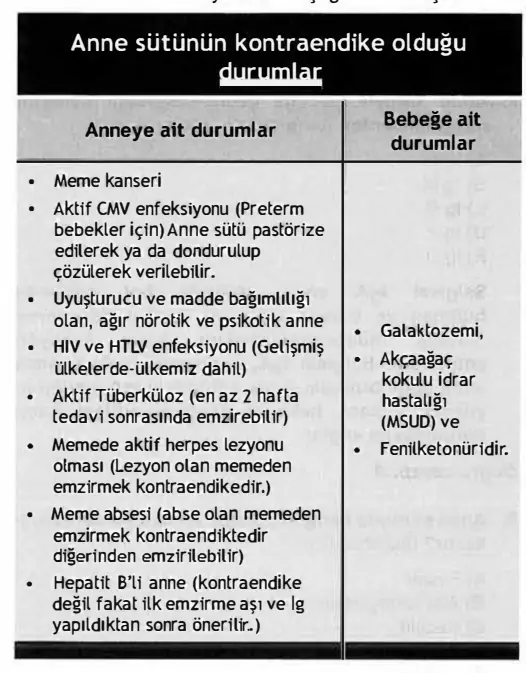 Anne sütünün kontraendike olduğu
durumlar
Anneye ait durumlar
Bebeğe ait
durumlar
• Meme kanseri
• Aktif CMV enfeksiyonu (Preterm
bebekler için) Anne sütü pastörize
edilerek ya da dondurulup
çözülerek verilebilir.
• Uyuşturucu ve madde bağımlılığı
olan, ağır nörotik ve psikotik anne
• HIV ve HTLV enfeksiyonu (Gelişmiş
ülkelerde-ülkemiz dahil)
• Aktif Tüberküloz (en az 2 hafta
tedavi sonrasında emzirebilir)
• Memede aktif herpes lezyonu
olması (Lezyon olan memeden
emzirmek kontraendikedir.)
• Meme absesi (abse olan memeden
emzirmek kontraendiktedir
diğerinden emzirilebilir)
• Hepatit B'li anne (kontraendike
değil fakat ilk emzirme aşı ve Ig
yapıldıktan sonra önerilir.)
• Galaktozemi,
• Akçaağaç
kokulu idrar
hastalığı
(MSUD) ve
• Fenilketonüridir.